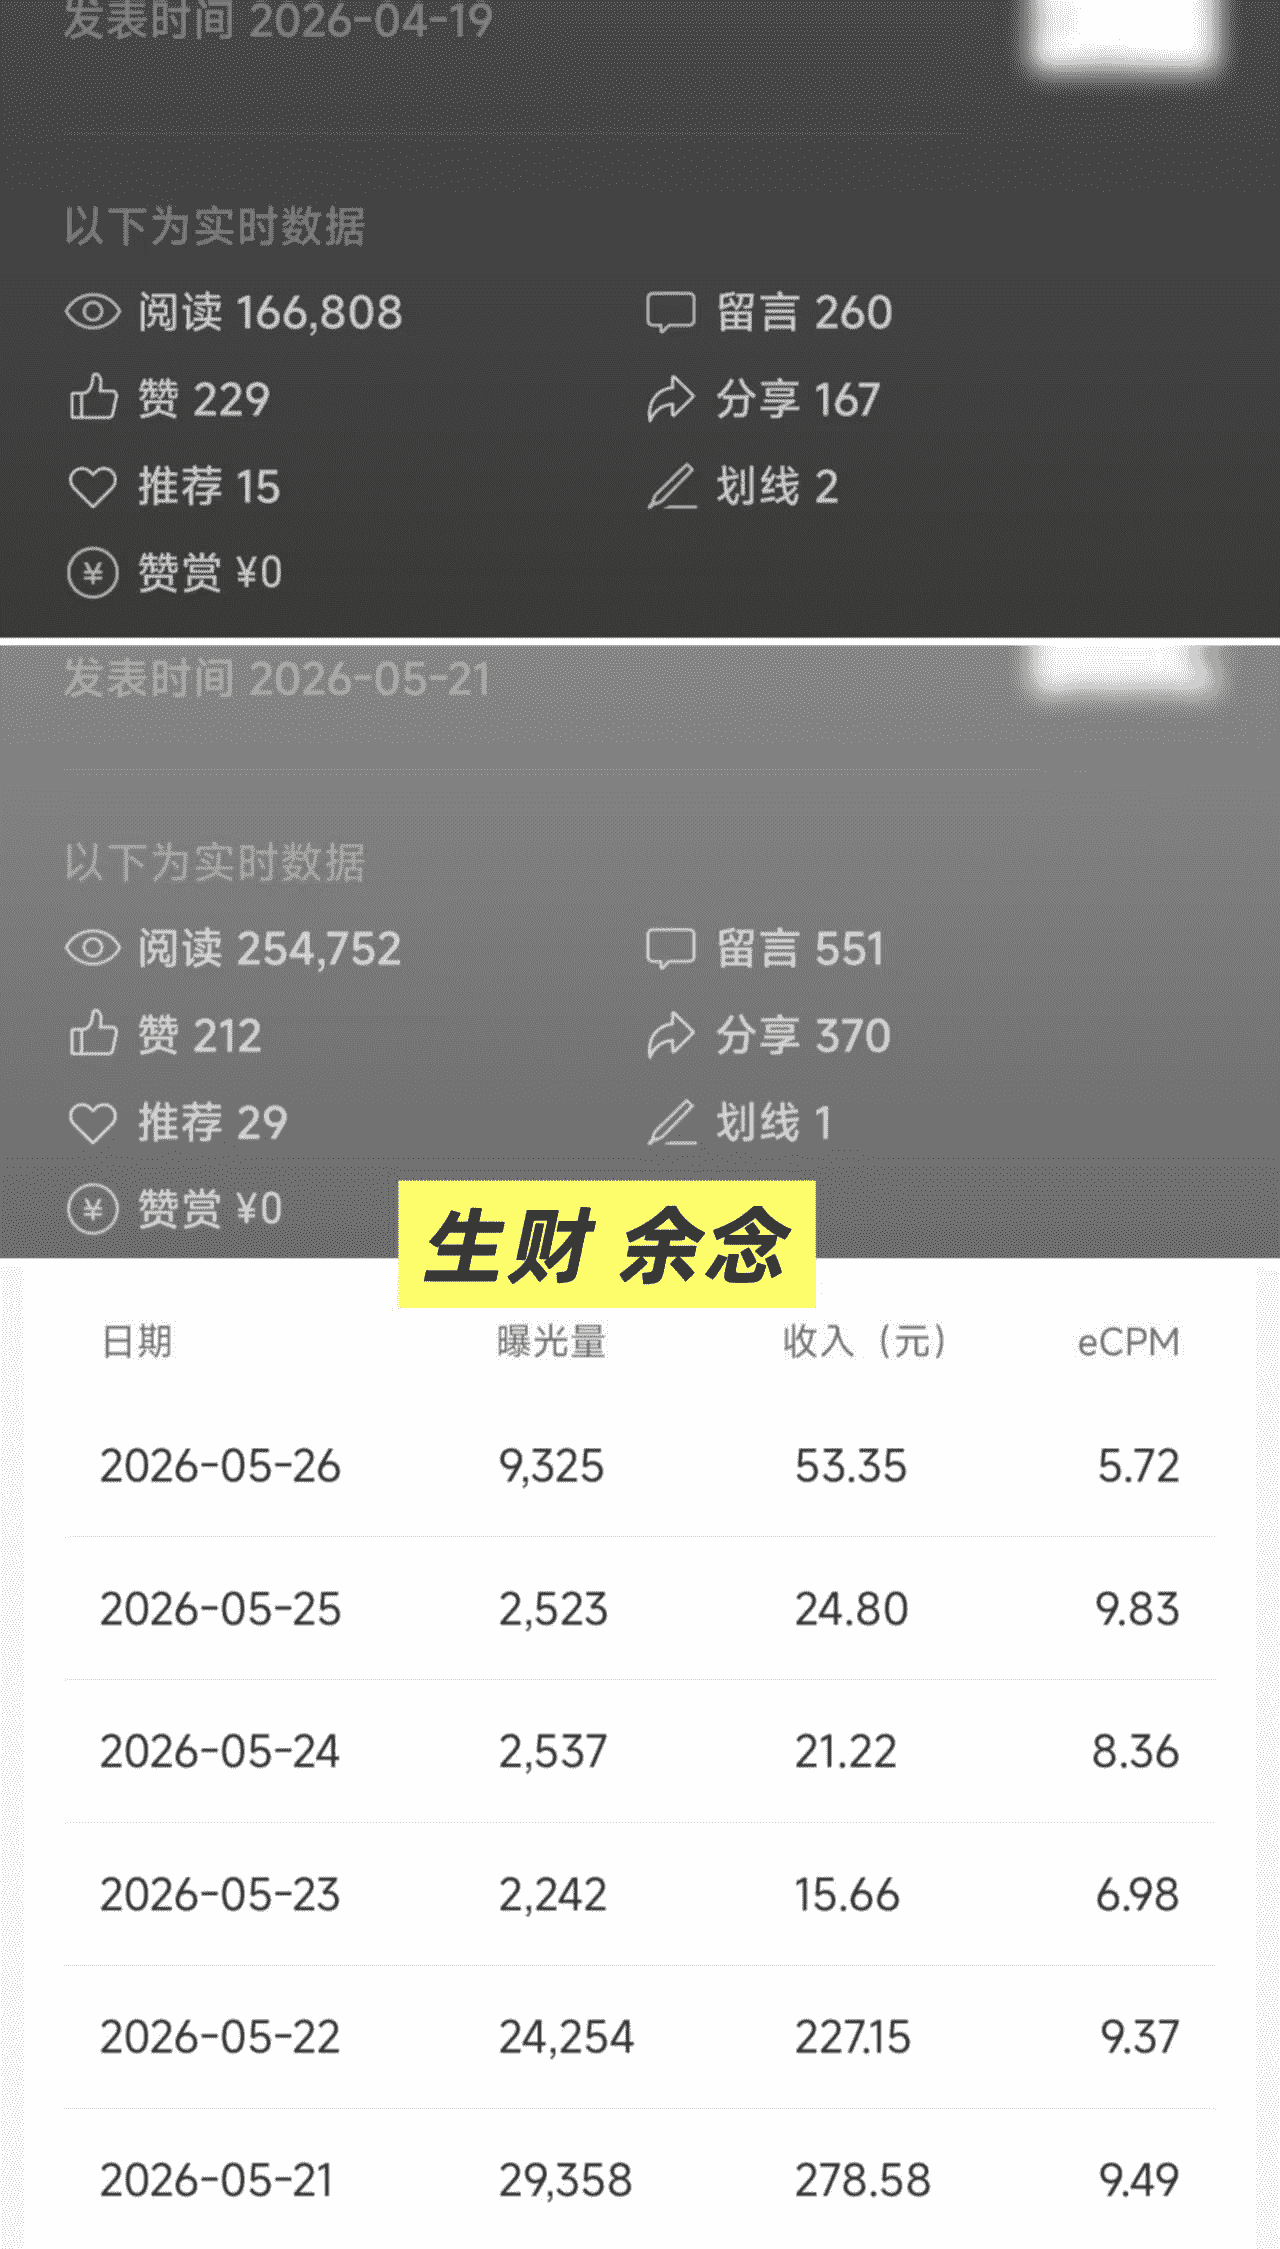 发表时间 2026-04-19
以下为实时数据
阅读 166,808 留言 260
赞 229 分享 167
推荐 15 划线 2
¥ 赞赏 ¥0
发表时间 2026-05-21
以下为实时数据
阅读 254,752 留言 551
赞 212 分享 370
推荐 29 划线 1
¥ 赞赏 ¥0
生财 余念
日期 曝光量 收入（元） eCPM
2026-05-26 9,325 53.35 5.72
2026-05-25 2,523 24.80 9.83
2026-05-24 2,537 21.22 8.36
2026-05-23 2,242 15.66 6.98
2026-05-22 24,254 227.15 9.37
2026-05-21 29,358 278.58 9.49